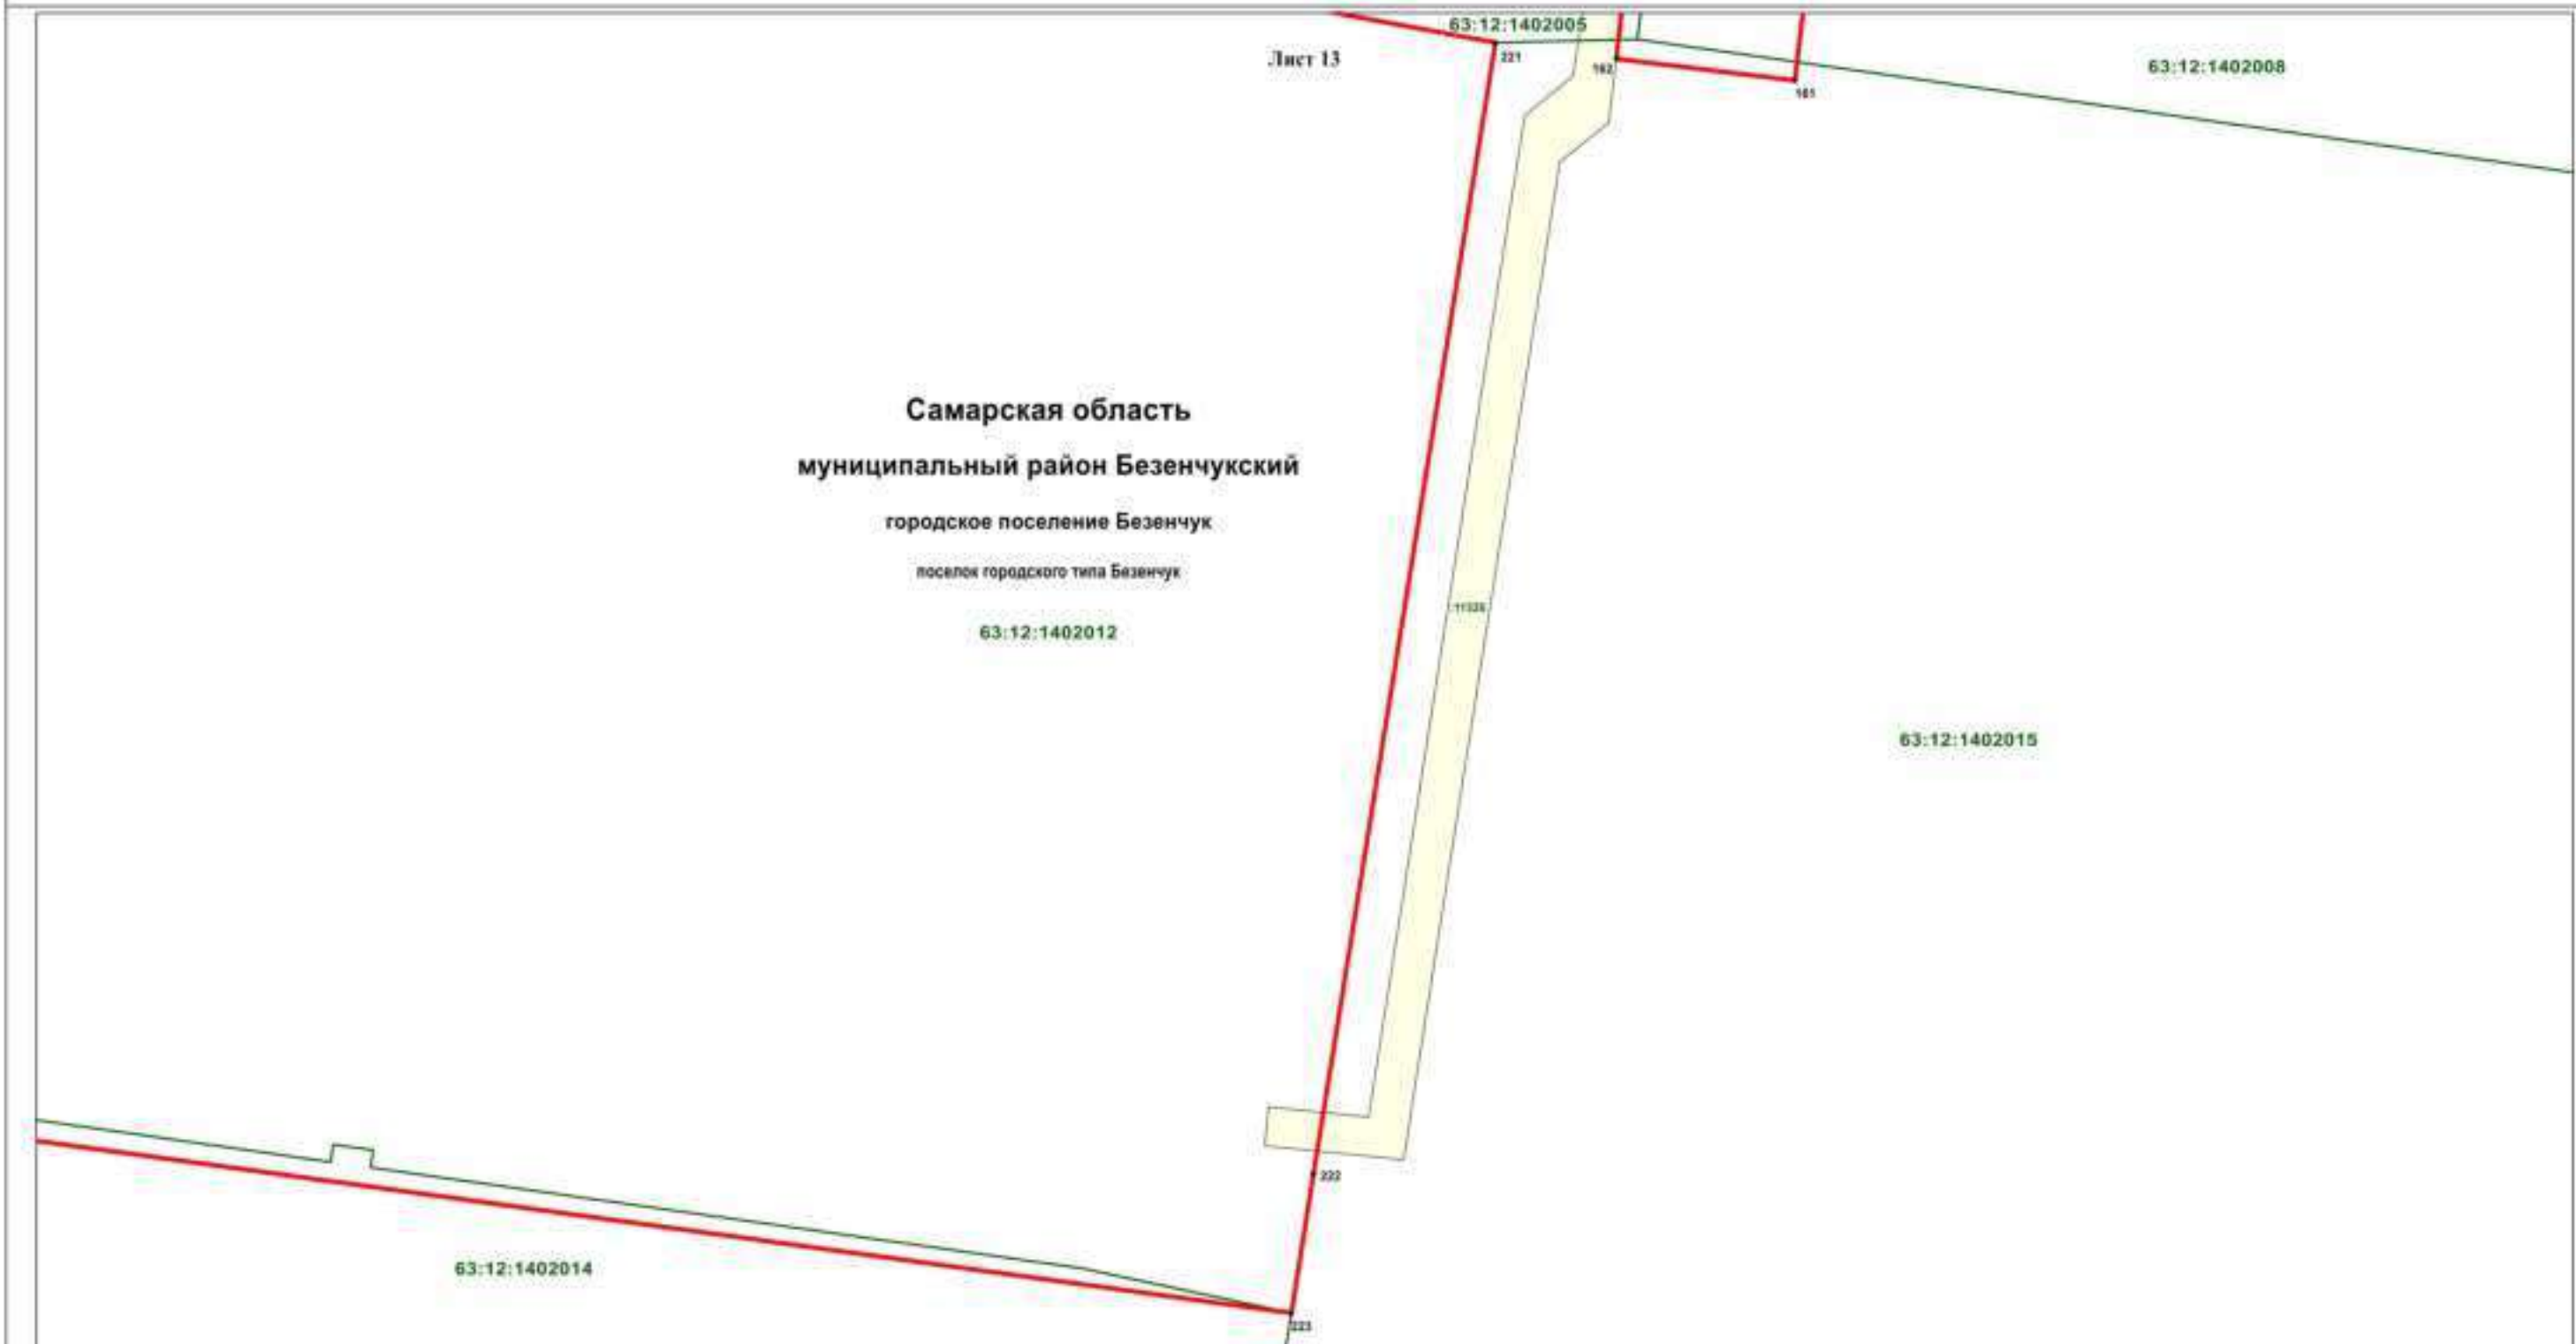 63:12:1402005
Лист 13
221
162
161
63:12:1402008
Самарская область
муниципальный район Безенчукский
городское поселение Безенчук
поселок городского типа Безенчук
63:12:1402012
63:12:1402015
222
63:12:1402014
223